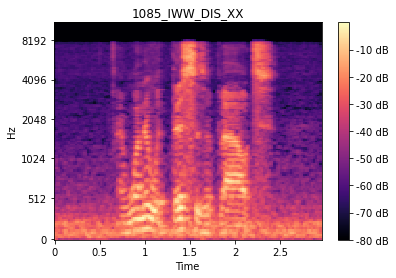 1085_IWW_DIS_XX
8192
4096
2048
1024
512
0
Hz
0
0.5
1
1.5
2
2.5
Time
-10 dB
-20 dB
-30 dB
-40 dB
-50 dB
-60 dB
-70 dB
-80 dB